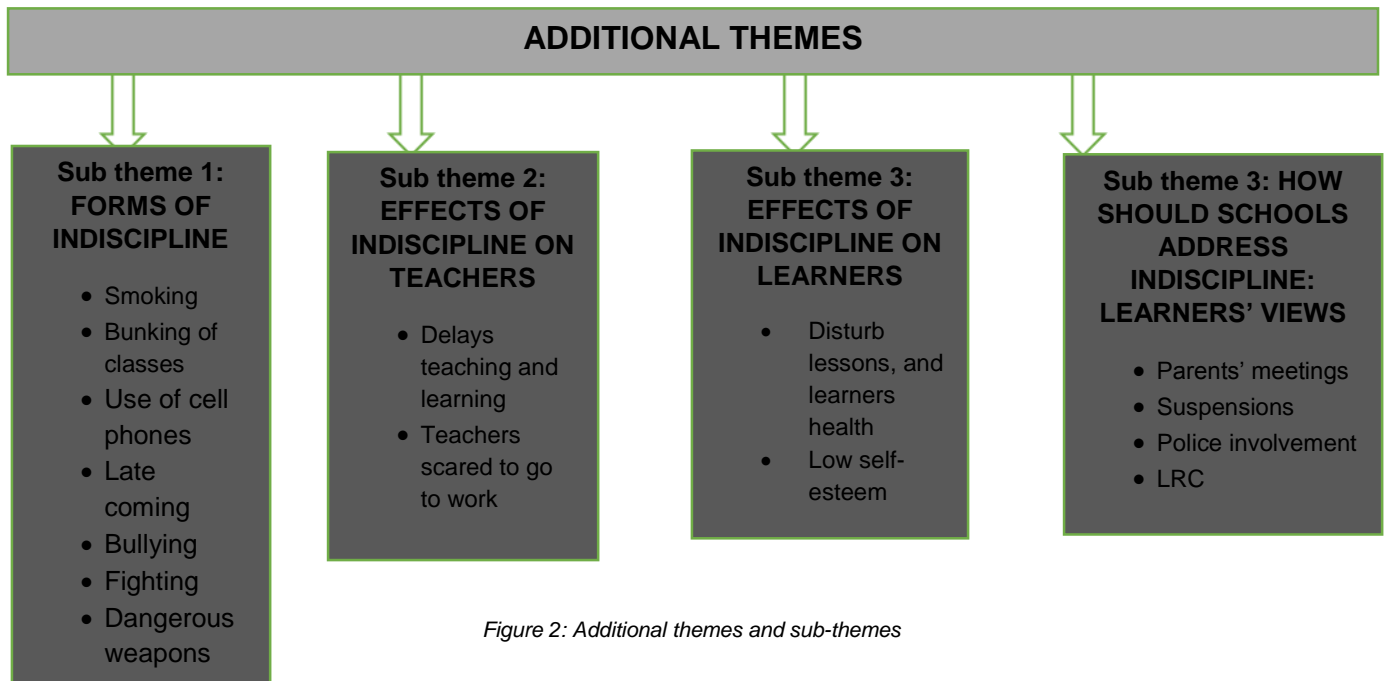 ADDITIONAL THEMES
Sub theme 1:
FORMS OF
INDISCIPLINE
• Smoking
• Bunking of
classes
• Use of cell
phones
• Late
coming
• Bullying
• Fighting
• Dangerous
weapons
Sub theme 2:
EFFECTS OF
INDISCIPLINE ON
TEACHERS
• Delays
teaching and
learning
• Teachers
scared to go
to work
Sub theme 3:
EFFECTS OF
INDISCIPLINE ON
LEARNERS
• Disturb
lessons, and
learners
health
• Low self-
esteem
Sub theme 3: HOW
SHOULD SCHOOLS
ADDRESS
INDISCIPLINE:
LEARNERS’ VIEWS
• Parents’ meetings
• Suspensions
• Police involvement
• LRC
Figure 2: Additional themes and sub-themes